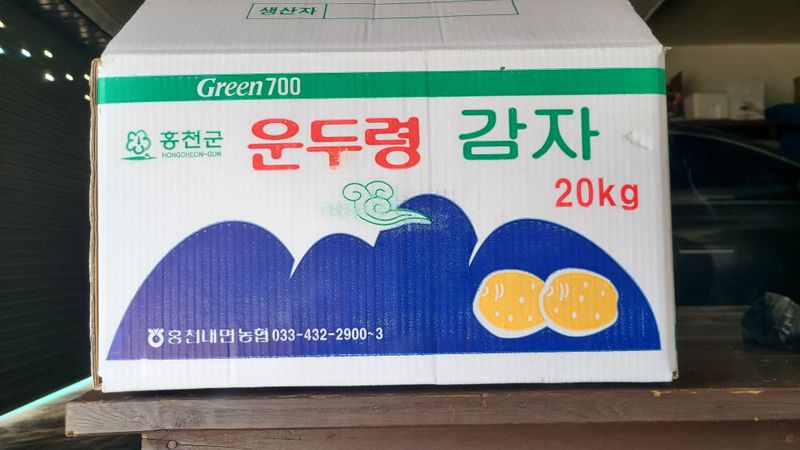 생산자
Green700
홍천군
HONGCHEON-GUN
운두령 감자
20kg
홍천내면농협 033-432-2900~3